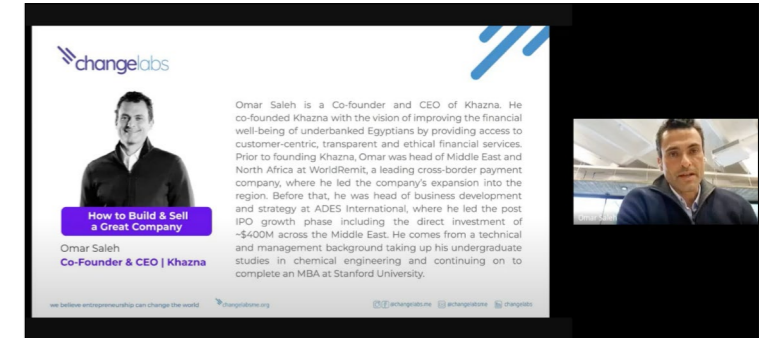 changelabs
Omar Saleh is a Co-founder and CEO of Khazna. He
co-founded Khazna with the vision of improving the financial
well-being of underbanked Egyptians by providing access to
customer-centric, transparent and ethical financial services.
Prior to founding Khazna, Omar was head of Middle East and
North Africa at WorldRemit, a leading cross-border payment
company, where he led the company's expansion into the
region. Before that, he was head of business development
and strategy at ADES International, where he led the post
IPO growth phase including the direct investment of
~$400M across the Middle East. He comes from a technical
and management background taking up his undergraduate
studies in chemical engineering and continuing on to
complete an MBA at Stanford University.
How to Build & Sell
a Great Company
Omar Saleh
Co-Founder & CEO | Khazna
Omar Saleh
we believe entrepreneurship can change the world
changelabsme.org
@changelabs.me
@changelabsme
changelabs